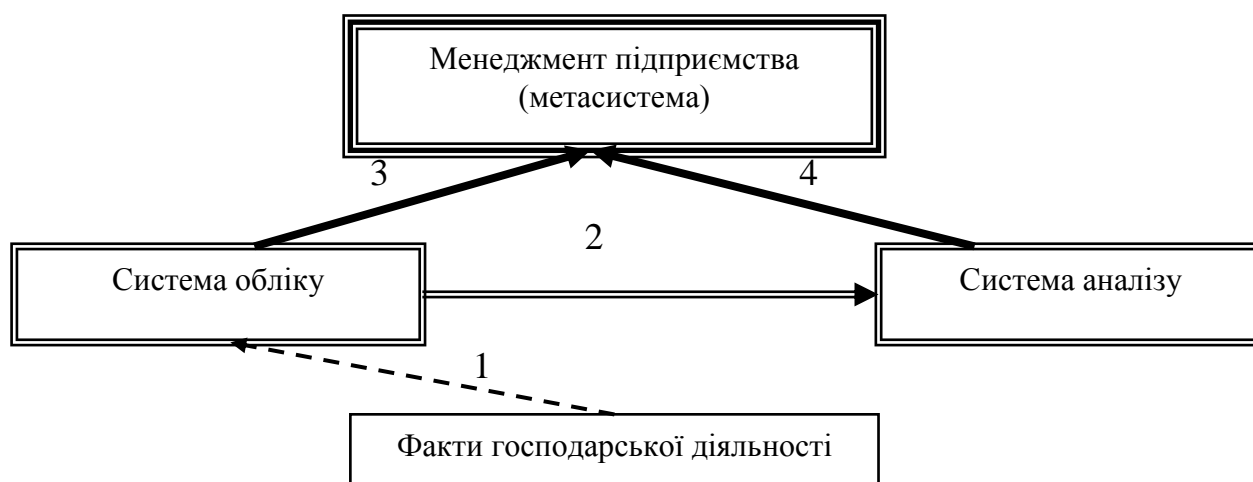 Менеджмент підприємства
(метасистема)
3
4
2
Система обліку
Система аналізу
1
Факти господарської діяльності